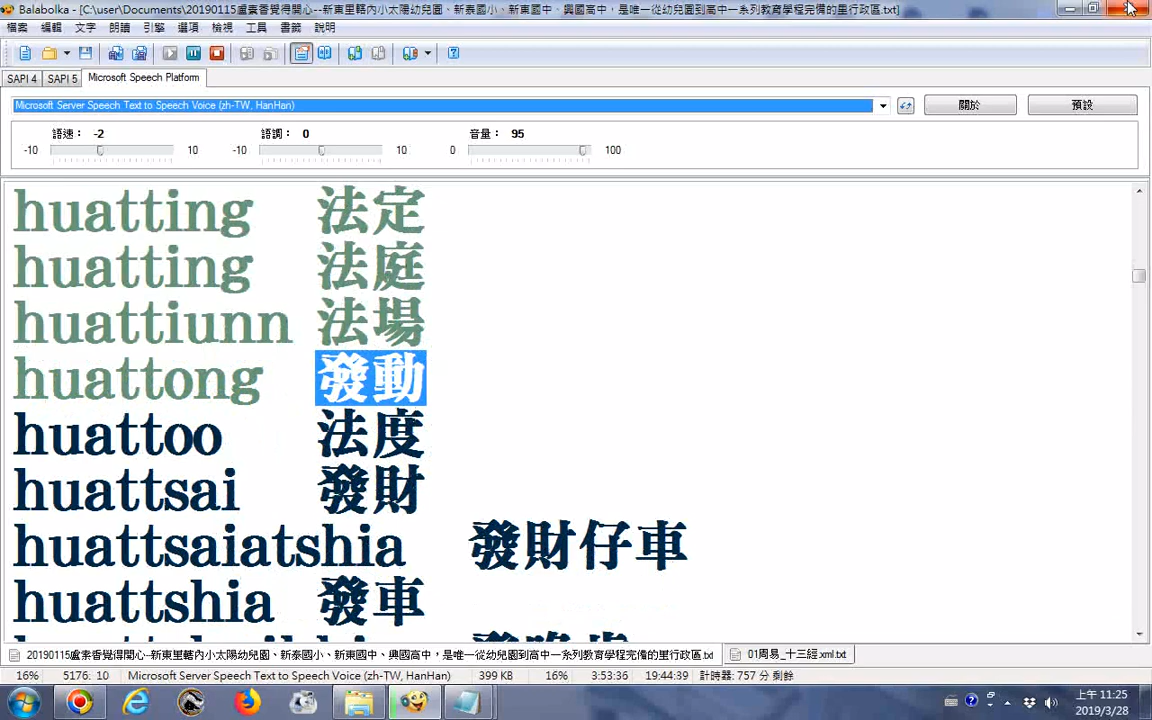 Balabolka - [C:\user\Documents\20190115盧素香覺得開心--新東里轄內小太陽幼兒園、新泰國小、新東國中、興國高中，是唯一從幼兒園到高中一系列教育學程完備的里行政區.txt]
檔案 編輯 文字 朗讀 引擎 選項 檢視 工具 書籤 說明
SAPI 4 SAPI 5 Microsoft Speech Platform
Microsoft Server Speech Text to Speech Voice (zh-TW, HanHan) 關於 預設
語速： -2 語調： 0 音量： 95
-10 10 -10 10 0 100
huatting 法定
huatting 法庭
huattiunn 法場
huattong 發動
huattoo 法度
huattsai 發財
huattsaiatshia 發財仔車
huattshia 發車
20190115盧素香覺得開心--新東里轄內小太陽幼兒園、新泰國小、新東國中、興國高中，是唯一從幼兒園到高中一系列教育學程完備的里行政區.txt 01周易_十三經.xml.txt
16% 5176: 10 Microsoft Server Speech Text to Speech Voice (zh-TW, HanHan) 399 KB 16% 3:53:36 19:44:39 計時器: 757 分 剩餘
上午 11:25
2019/3/28